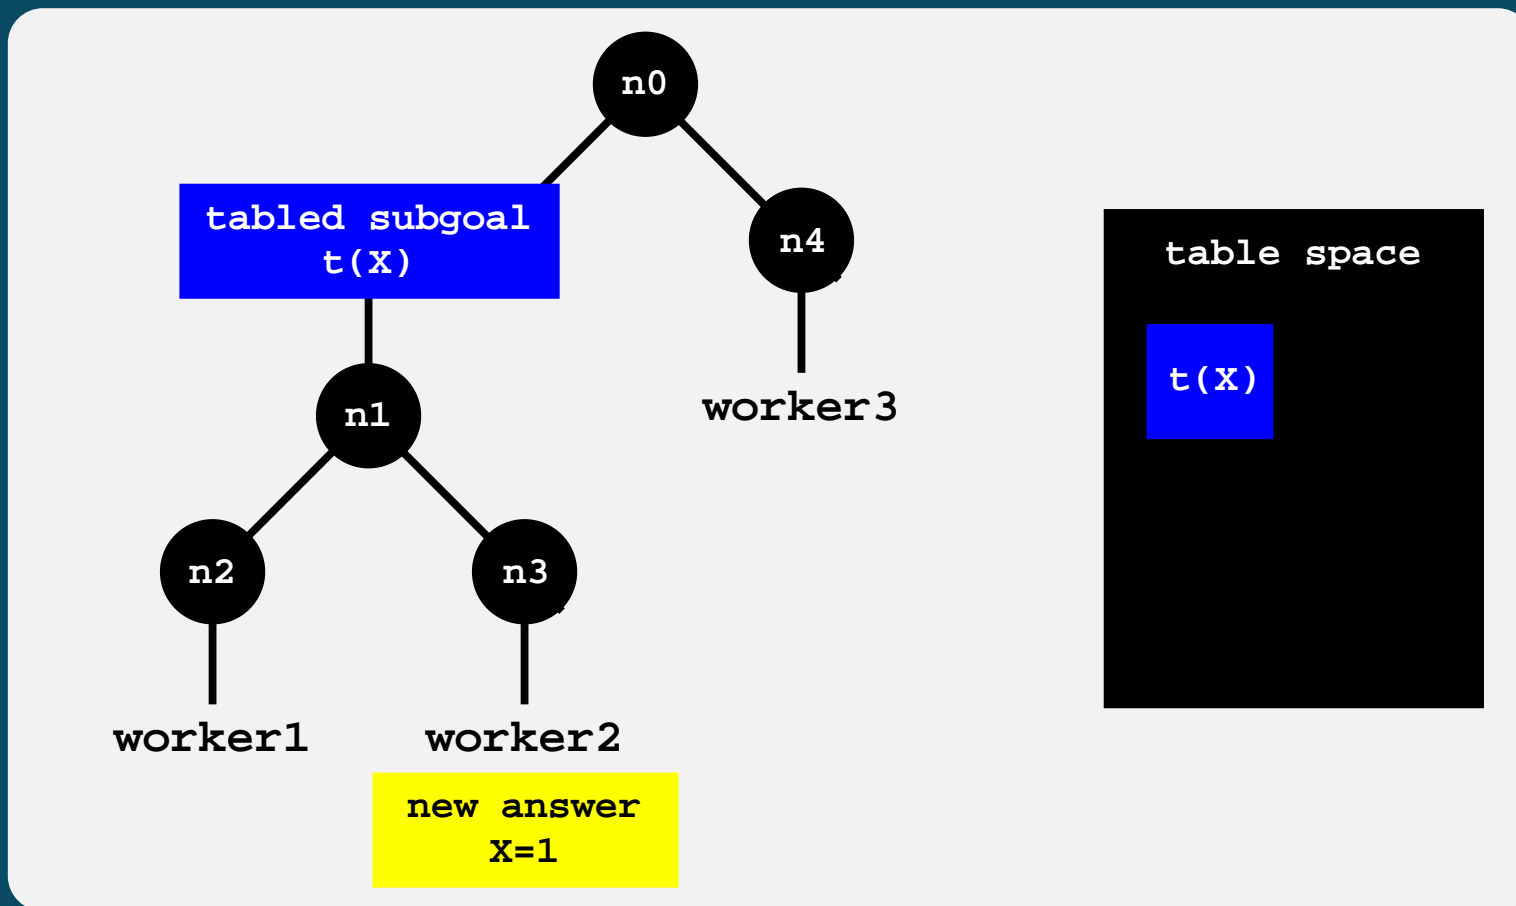 n0
tabled subgoal
t(X)
n4
table space
t(X)
n1
worker3
n2
n3
worker1
worker2
new answer
X=1